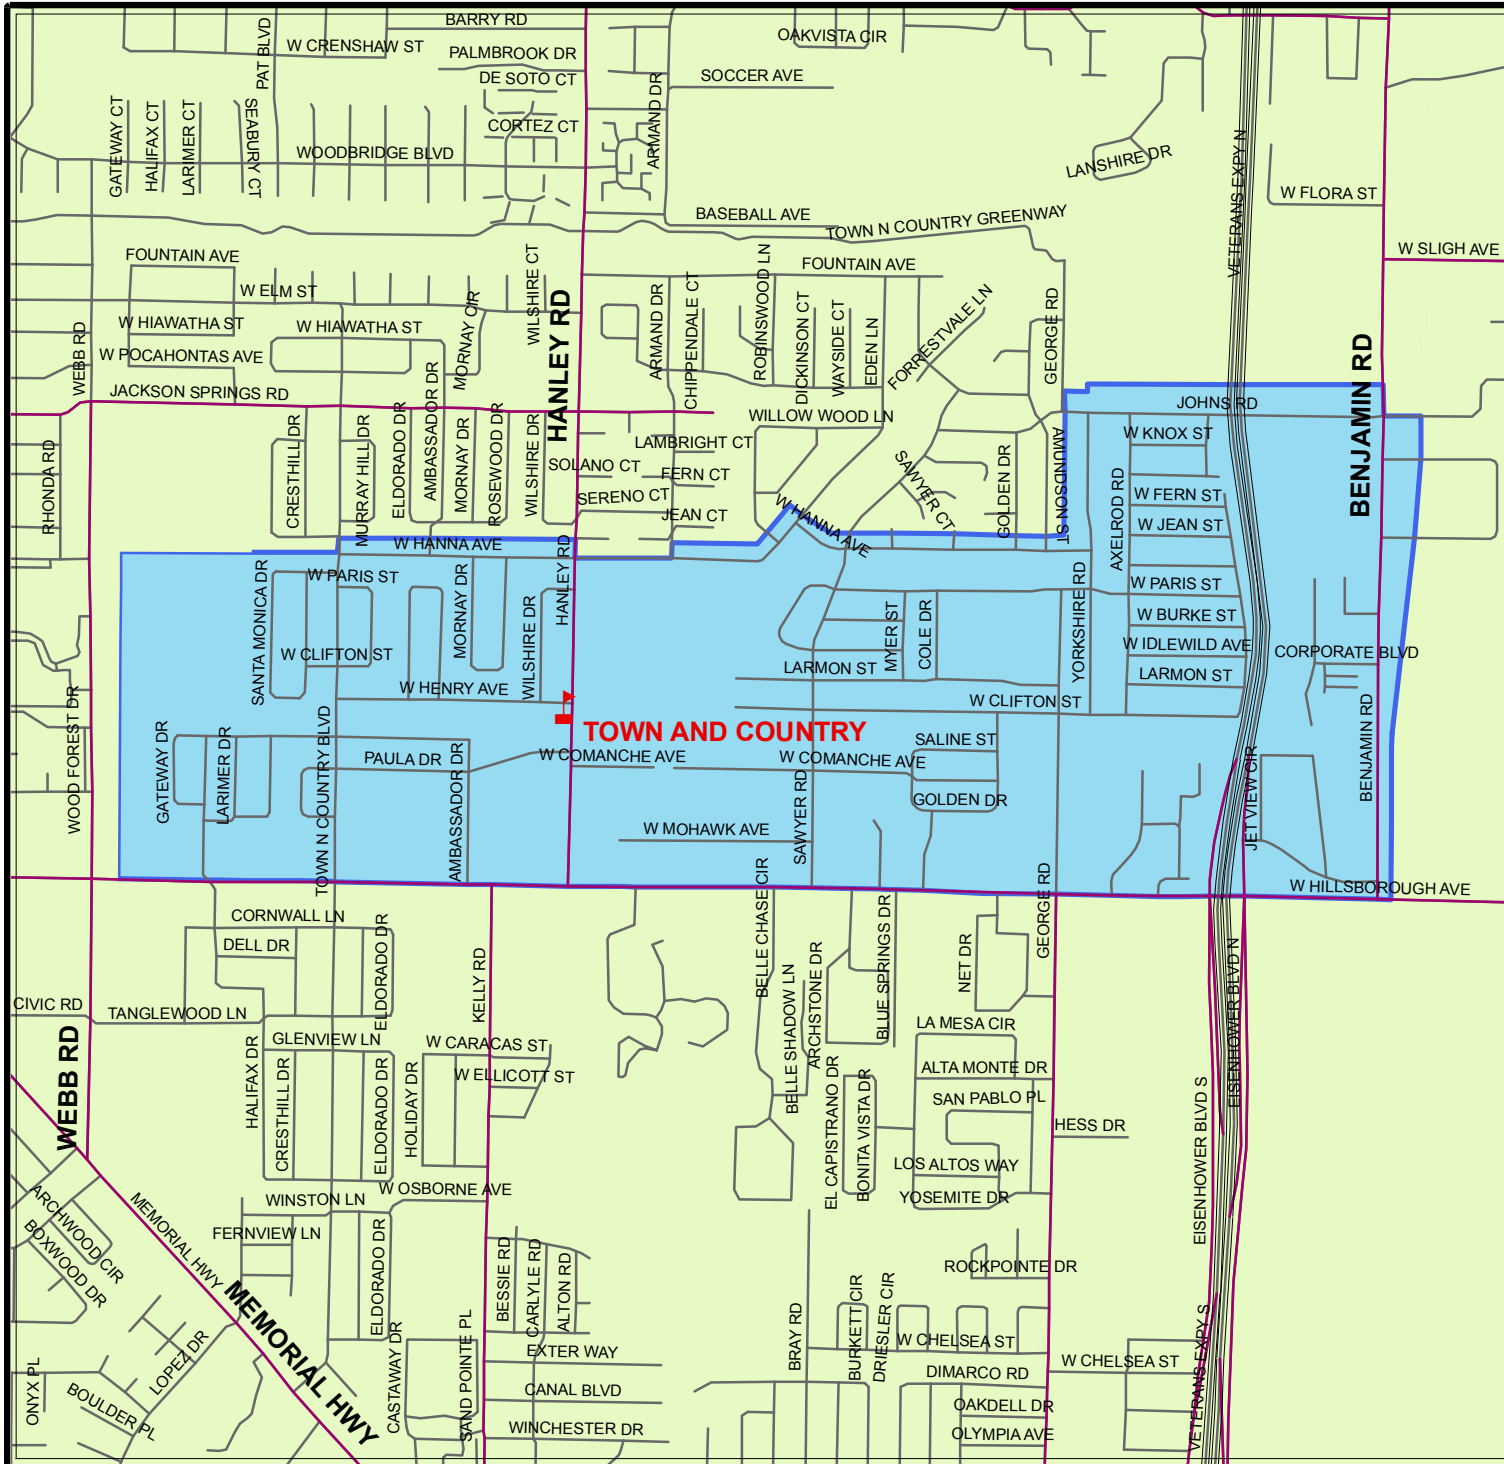 BARRY RD
W CRENSHAW ST
PAT BLVD
PALMBROOK DR
DE SOTO CT
OAKVISTA CIR
SOCCER AVE
ARMAND DR
GATEWAY CT
HALIFAX CT
LARIMER CT
SEABURY CT
CORTEZ CT
WOODBRIDGE BLVD
LANSHIRE DR
VETERANS EXPY N
W FLORA ST
BASEBALL AVE
TOWN N COUNTRY GREENWAY
W SLIGH AVE
FOUNTAIN AVE
FOUNTAIN AVE
W ELM ST
W HIAWATHA ST
W HIAWATHA ST
W POCAHONTAS AVE
JACKSON SPRINGS RD
WEBB RD
MORNAY CIR
WILSHIRE CT
HANLEY RD
ARMAND DR
CHIPPENDALE CT
ROBINSWOOD LN
DICKINSON CT
WAYSIDE CT
EDEN LN
FORRESTVALE LN
GEORGE RD
BENJAMIN RD
JOHNS RD
WILLOW WOOD LN
RHONDA RD
CRESTHILL DR
MURRAY HILL DR
ELDORADO DR
AMBASSADOR DR
MORNAY DR
ROSEWOOD DR
WILSHIRE DR
LAMBRIGHT CT
SOLANO CT
FERN CT
SERENO CT
JEAN CT
SAWYER CT
GOLDEN DR
AMUNDSON ST
AXELROD RD
W KNOX ST
W FERN ST
W JEAN ST
W HANNA AVE
W HANNA AVE
HANLEY RD
W PARIS ST
W PARIS ST
W BURKE ST
W IDLEWILD AVE
CORPORATE BLVD
LARMON ST
LARMON ST
SANTA MONICA DR
W CLIFTON ST
MORNAY DR
WILSHIRE DR
W HENRY AVE
MYER ST
COLE DR
YORKSHIRE RD
W CLIFTON ST
TOWN AND COUNTRY
WOOD FOREST DR
GATEWAY DR
LARIMER DR
TOWN N COUNTRY BLVD
PAULA DR
AMBASSADOR DR
W COMANCHE AVE
W COMANCHE AVE
SALINE ST
GOLDEN DR
SAWYER RD
W MOHAWK AVE
JET VIEW CIR
BENJAMIN RD
W HILLSBOROUGH AVE
CORNWALL LN
DELL DR
ELDORADO DR
KELLY RD
BELLE CHASE CIR
BELLE SHADOW LN
ARCHSTONE DR
BLUE SPRINGS DR
NET DR
GEORGE RD
EISENHOWER BLVD N
CIVIC RD
TANGLEWOOD LN
WEBB RD
HALIFAX DR
GLENVIEW LN
CRESTHILL DR
ELDORADO DR
HOLIDAY DR
W CARACAS ST
W ELLICOTT ST
LA MESA CIR
ALTA MONTE DR
SAN PABLO PL
HESS DR
EL CAPISTRANO DR
BONITA VISTA DR
LOS ALTOS WAY
YOSEMITE DR
EISENHOWER BLVD S
W OSBORNE AVE
WINSTON LN
FERNVIEW LN
ARCHWOOD CIR
BOXWOOD DR
MEMORIAL HWY
MEMORIAL HWY
ELDORADO DR
BESSIE RD
CARLYLE RD
ALTON RD
ROCKPOINTE DR
BRAY RD
BURKETT CIR
DRIESLER CIR
W CHELSEA ST
W CHELSEA ST
VETERANS EXPY S
ONYX PL
BOULDER PL
LOPEZ DR
CASTAWAY DR
SAND POINTE PL
EXTER WAY
CANAL BLVD
WINCHESTER DR
DIMARCO RD
OAKDELL DR
OLYMPIA AVE